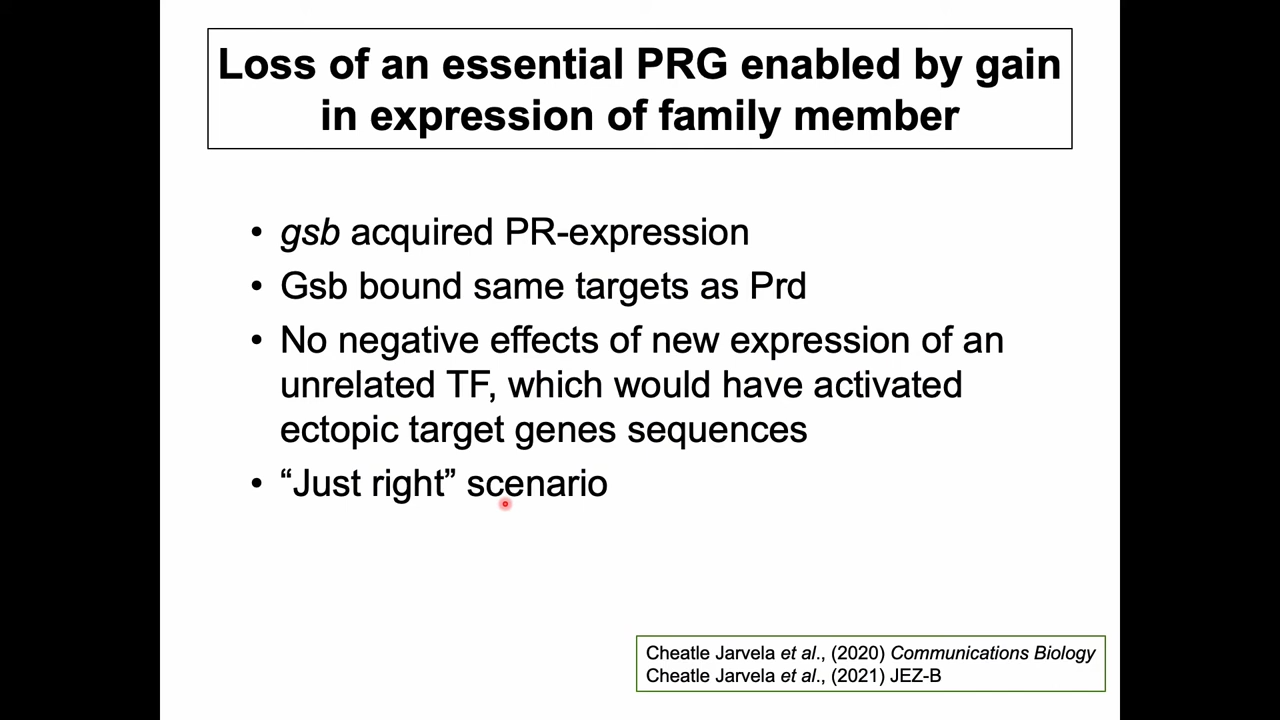 Loss of an essential PRG enabled by gain
in expression of family member
• gsb acquired PR-expression
• Gsb bound same targets as Prd
• No negative effects of new expression of an
unrelated TF, which would have activated
ectopic target genes sequences
• “Just right” scenario
Cheatle Jarvela et al., (2020) Communications Biology
Cheatle Jarvela et al., (2021) JEZ-B